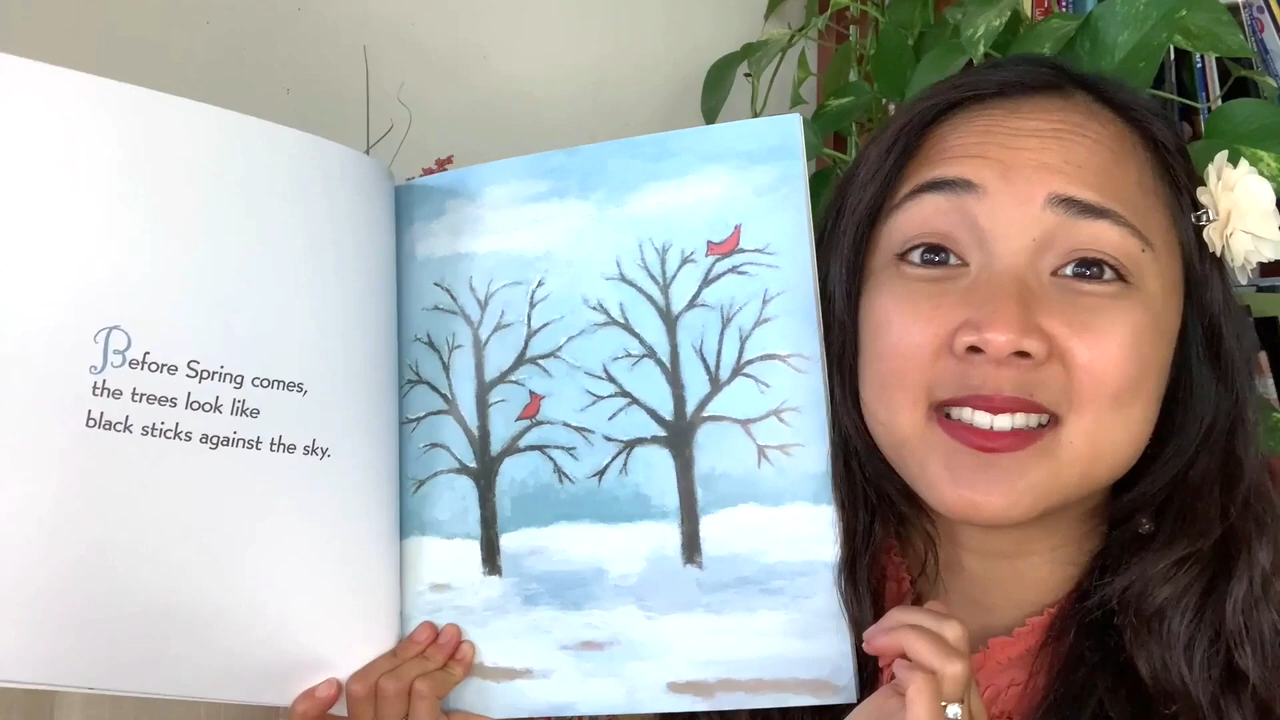 Before Spring comes,
the trees look like
black sticks against the sky.